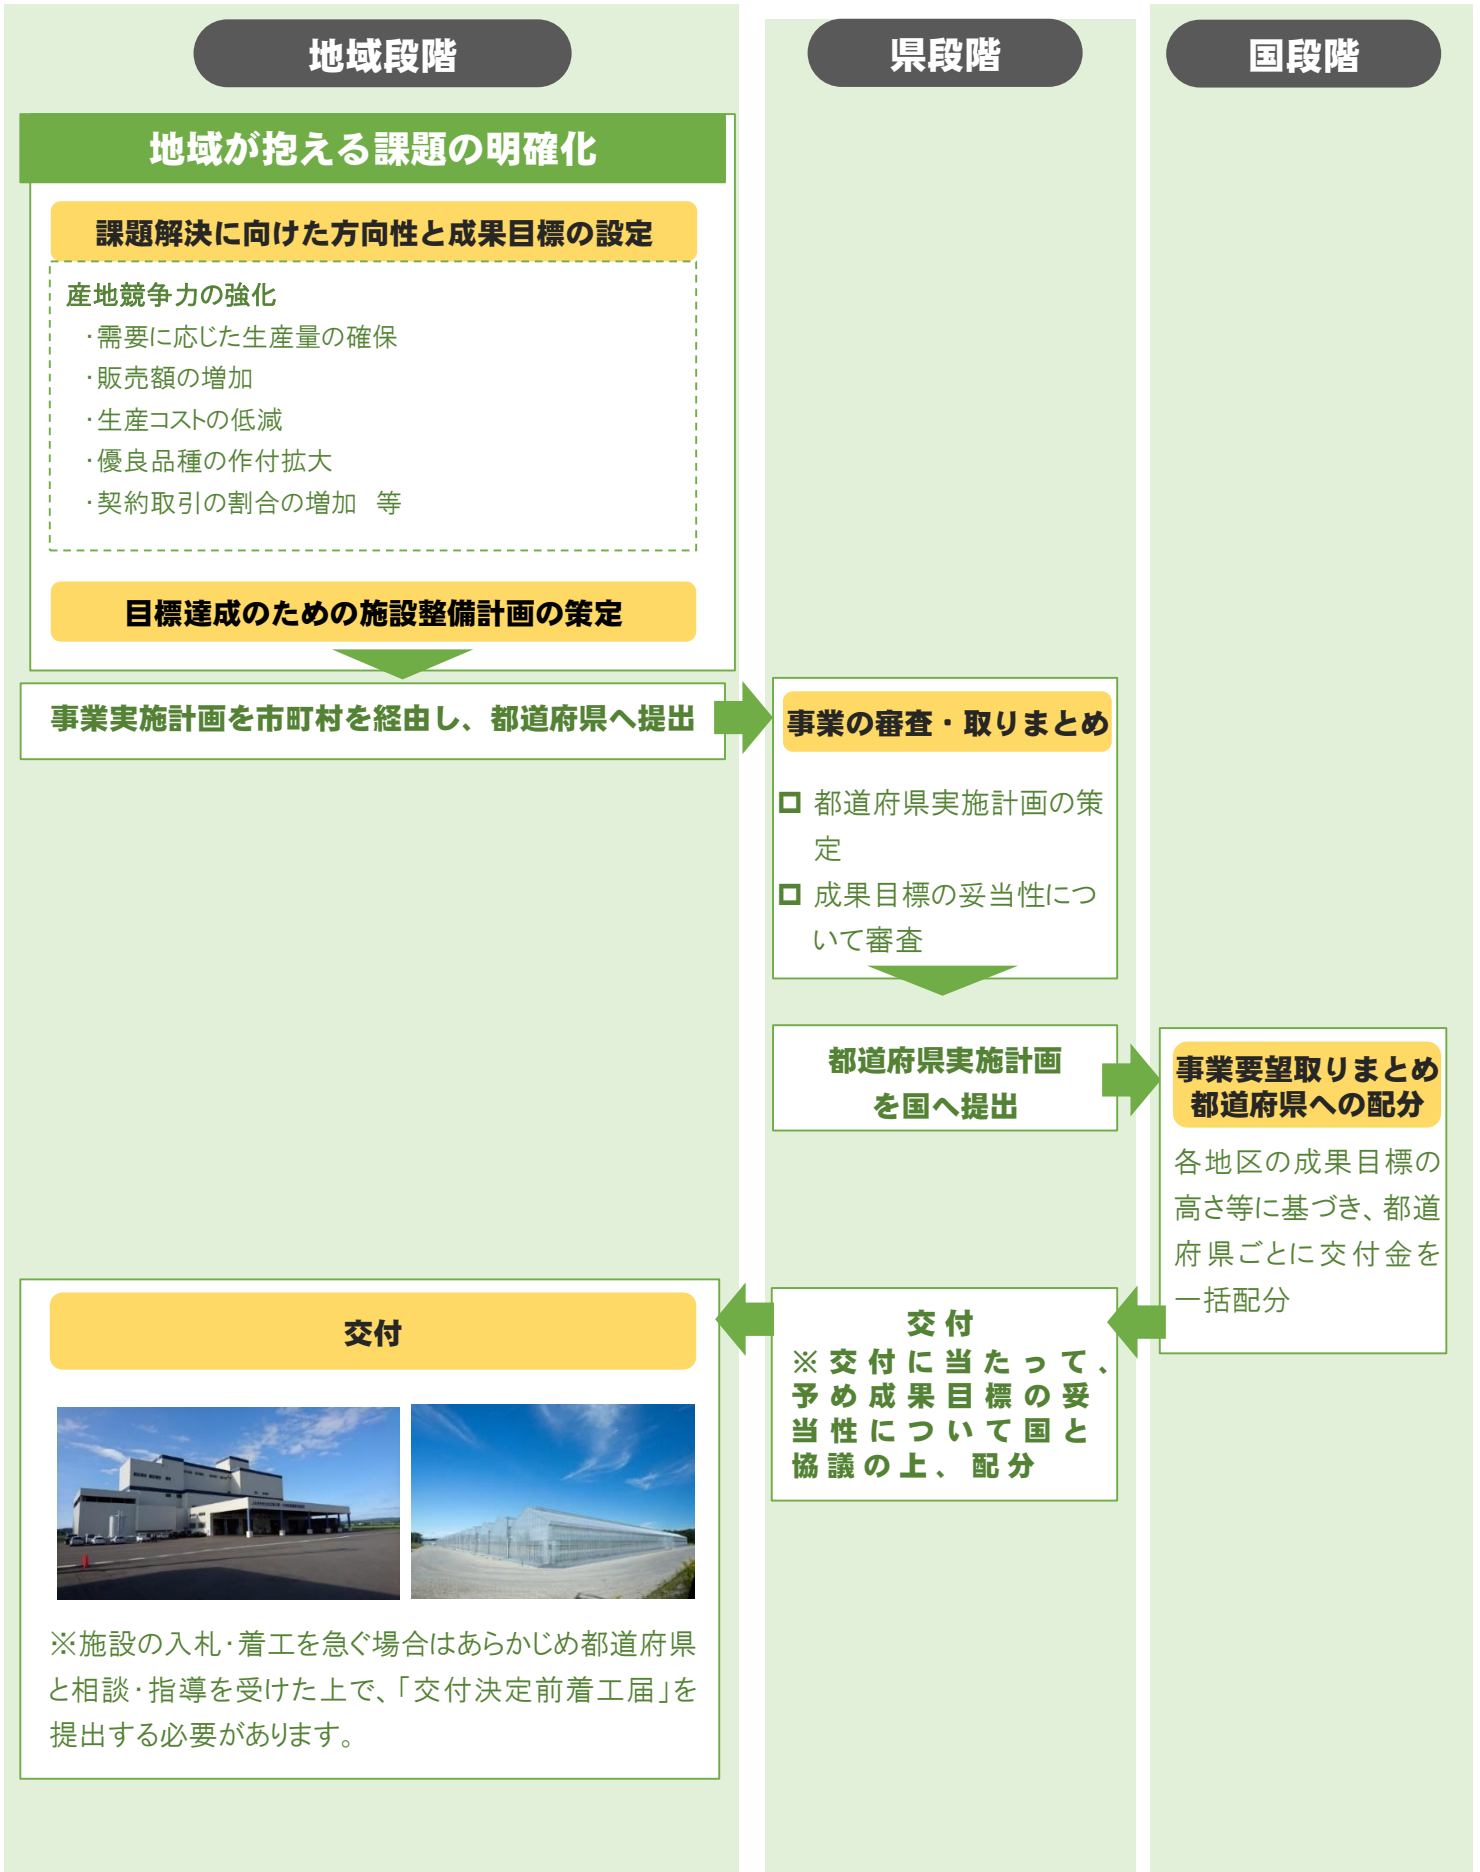 地域段階
県段階
国段階
地域が抱える課題の明確化
課題解決に向けた方向性と成果目標の設定
産地競争力の強化
・需要に応じた生産量の確保
・販売額の増加
・生産コストの低減
・優良品種の作付拡大
・契約取引の割合の増加　等
目標達成のための施設整備計画の策定
事業実施計画を市町村を経由し、都道府県へ提出
事業の審査・取りまとめ
都道府県実施計画の策
定
成果目標の妥当性につ
いて審査
都道府県実施計画
を国へ提出
事業要望取りまとめ
都道府県への配分
各地区の成果目標の
高さ等に基づき、都道
府県ごとに交付金を
一括配分
交付
※交付に当たって、
予め成果目標の妥
当性について国と
協議の上、配分
交付
※施設の入札・着工を急ぐ場合はあらかじめ都道府県
と相談・指導を受けた上で、「交付決定前着工届」を
提出する必要があります。